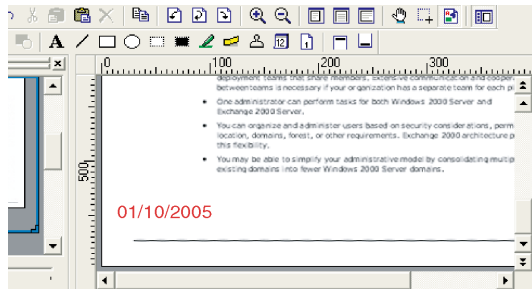 0 100 200 300
deployment teams that share members. Extensive communication and cooper
between teams is necessary if your organization has a separate team for each p
• One administrator can perform tasks for both Windows 2000 Server and
Exchange 2000 Server.
• You can organize and administer users based on security considerations, perm
location, domains, forest, or other requirements. Exchange 2000 architecture p
this flexibility.
• You may be able to simplify your administrative model by consolidating multip
existing domains into fewer Windows 2000 Server domains.
500
01/10/2005